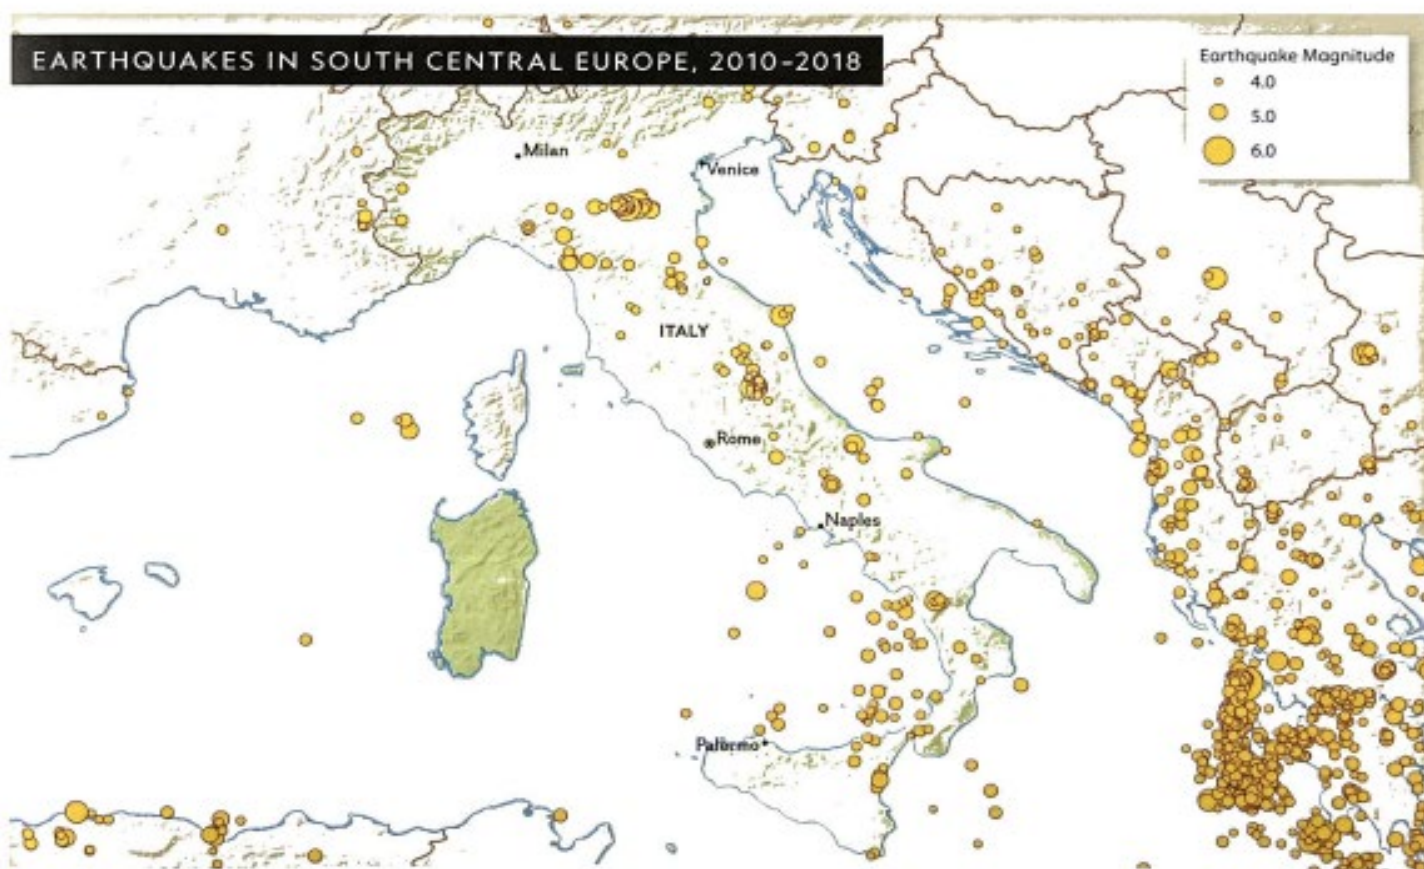 EARTHQUAKES IN SOUTH CENTRAL EUROPE, 2010–2018
Earthquake Magnitude
4.0
5.0
6.0
Milan
Venice
ITALY
Rome
Naples
Palermo